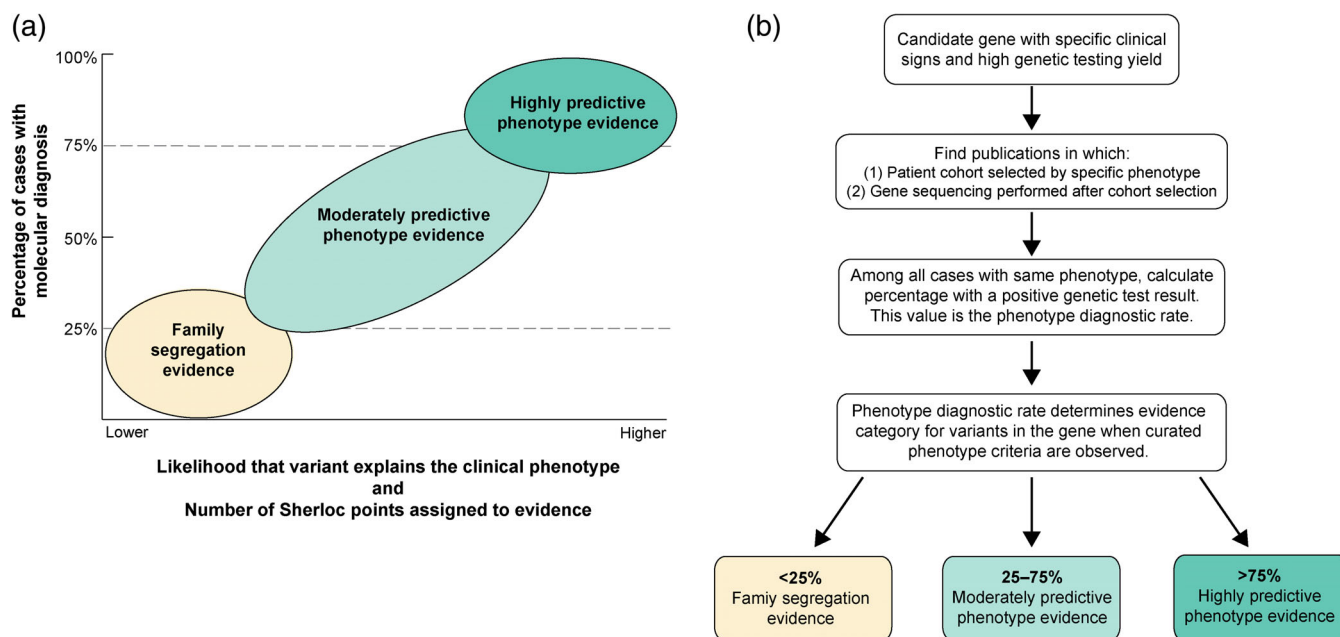 (a)
100%
75%
50%
25%
Percentage of cases with
molecular diagnosis
Highly predictive
phenotype evidence
Moderately predictive
phenotype evidence
Family
segregation
evidence
Lower
Higher
Likelihood that variant explains the clinical phenotype
and
Number of Sherloc points assigned to evidence
(b)
Candidate gene with specific clinical
signs and high genetic testing yield
Find publications in which:
(1) Patient cohort selected by specific phenotype
(2) Gene sequencing performed after cohort selection
Among all cases with same phenotype, calculate
percentage with a positive genetic test result.
This value is the phenotype diagnostic rate.
Phenotype diagnostic rate determines evidence
category for variants in the gene when curated
phenotype criteria are observed.
<25%
Famiy segregation
evidence
25–75%
Moderately predictive
phenotype evidence
>75%
Highly predictive
phenotype evidence